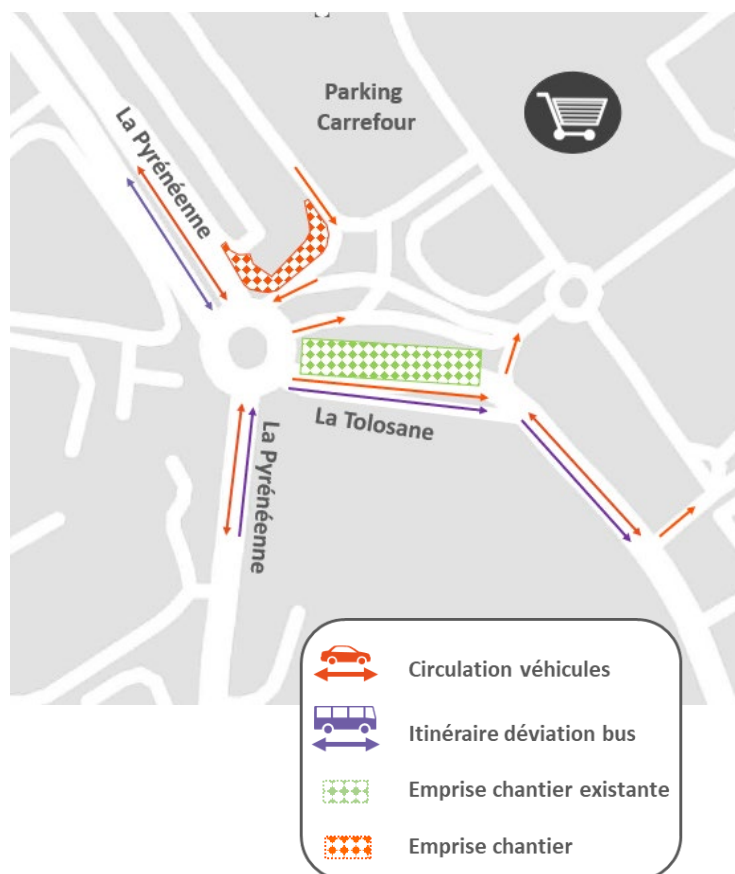 Parking
Carrefour
La Pyrénéenne
La Tolosane
La Pyrénéenne
Circulation véhicules
Itinéraire déviation bus
Emprise chantier existante
Emprise chantier